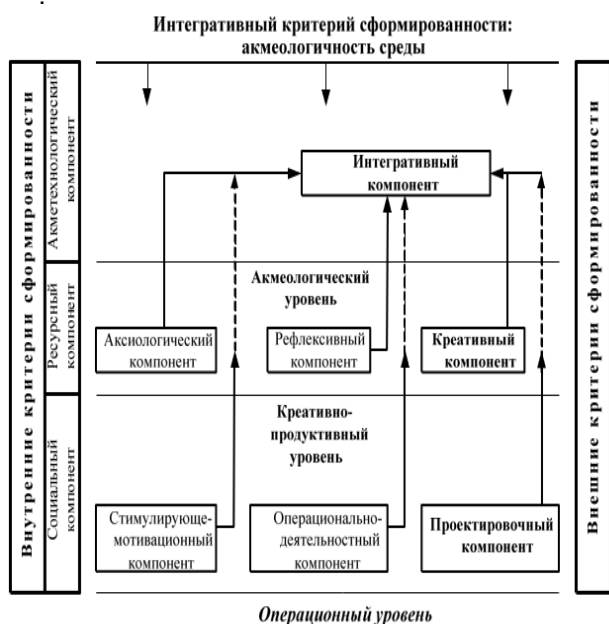 Интегративный критерий сформированности:
акмеологичность среды
Внутренние критерии сформированности
Акметехнологический
компонент
Ресурсный
компонент
Социальный
компонент
Интегративный
компонент
Акмеологический
уровень
Аксиологический
компонент
Рефлексивный
компонент
Креативный
компонент
Креативно-
продуктивный
уровень
Стимулирующе-
мотивационный
компонент
Операционально-
деятельностный
компонент
Проектировочный
компонент
Операционный уровень
Внешние критерии сформированности